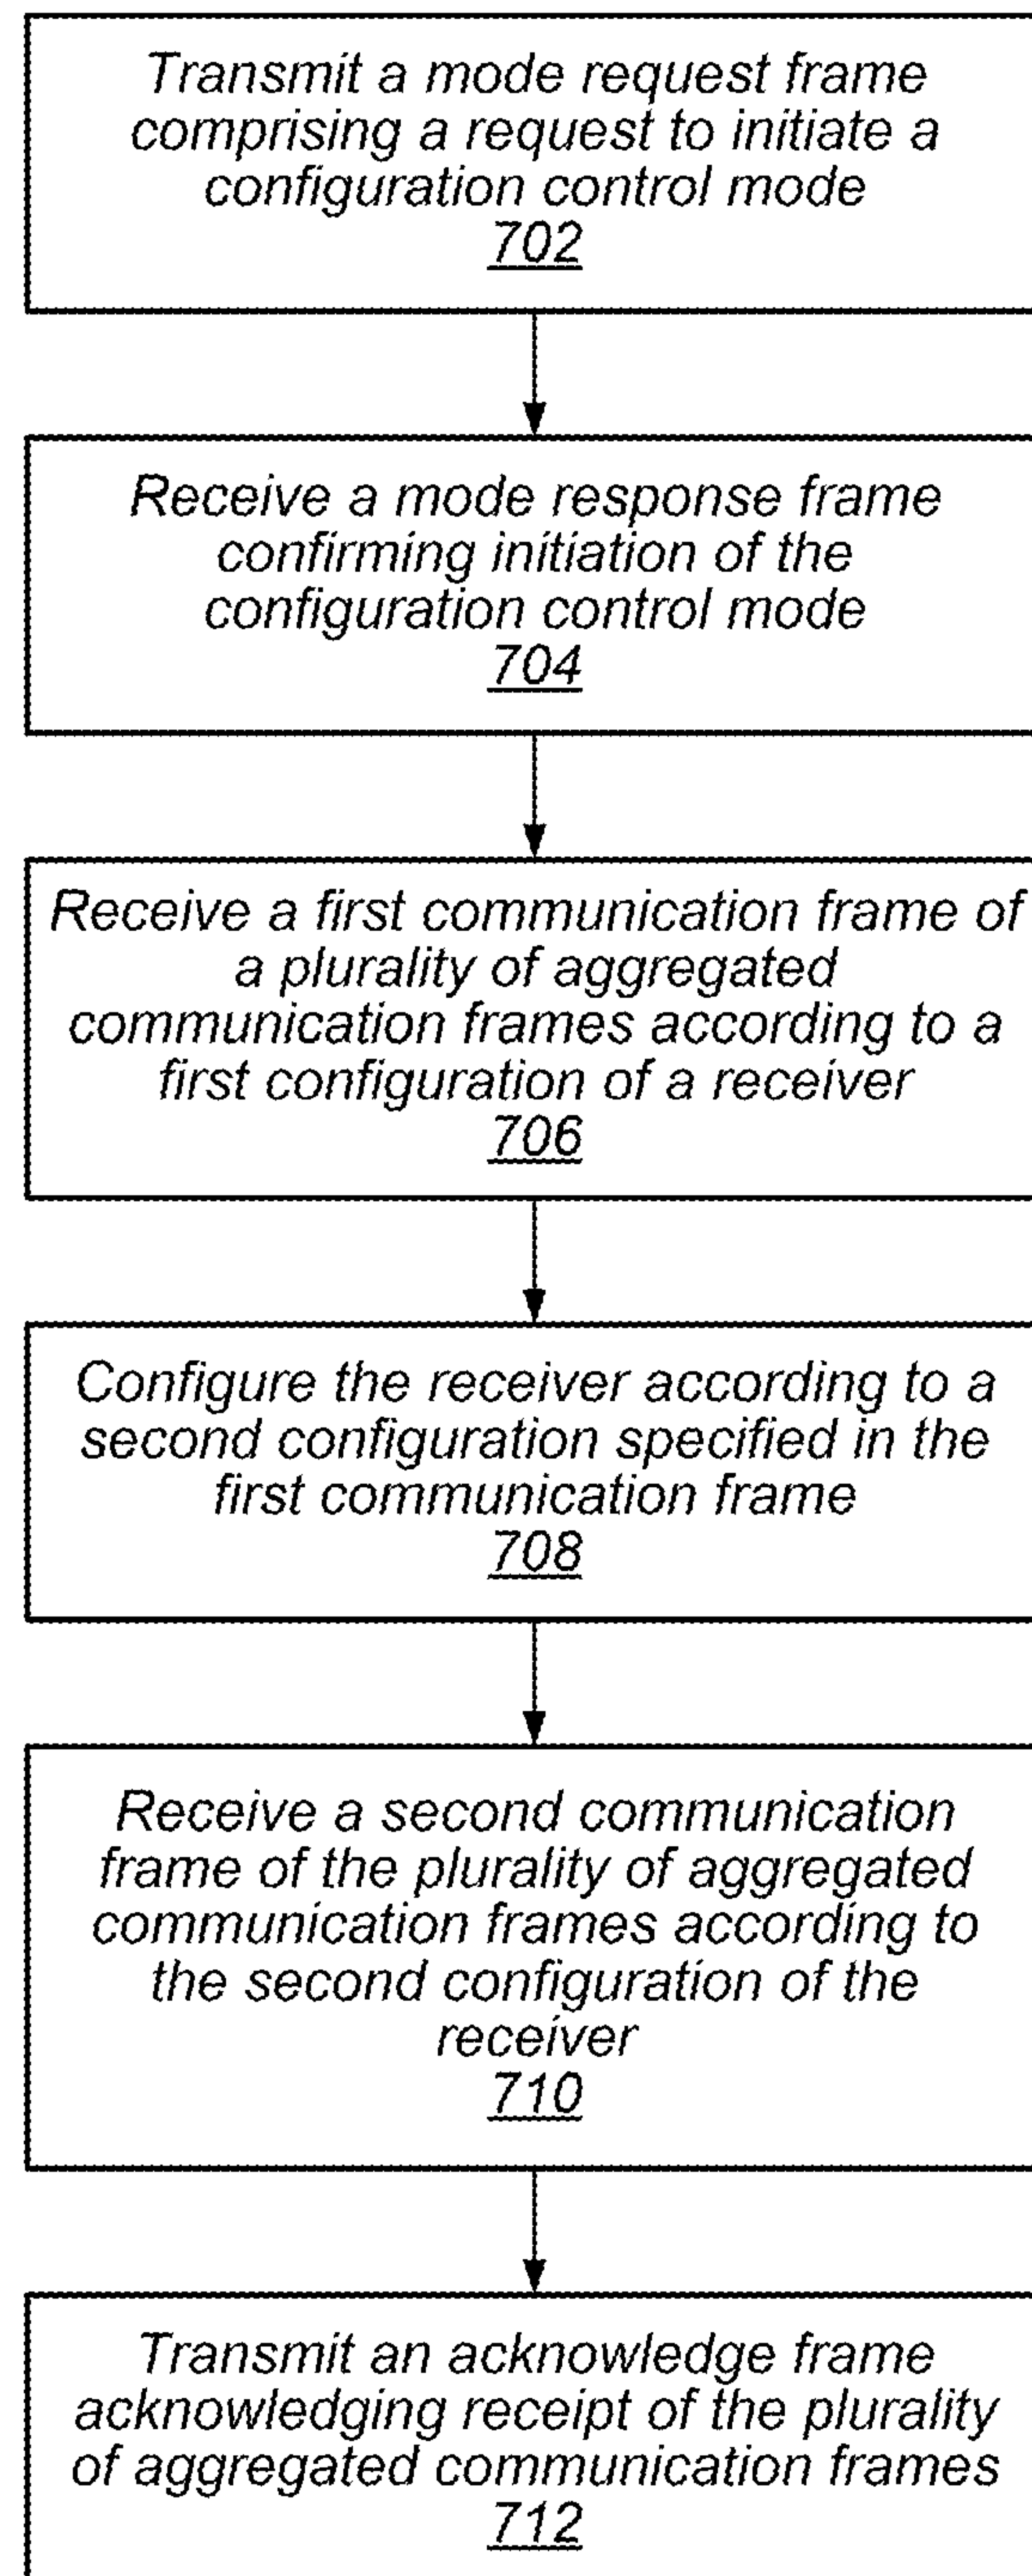 Transmit a mode request frame
comprising a request to initiate a
configuration control mode
702
Receive a mode response frame
confirming initiation of the
configuration control mode
704
Receive a first communication frame of
a plurality of aggregated
communication frames according to a
first configuration of a receiver
706
Configure the receiver according to a
second configuration specified in the
first communication frame
708
Receive a second communication
frame of the plurality of aggregated
communication frames according to
the second configuration of the
receiver
710
Transmit an acknowledge frame
acknowledging receipt of the plurality
of aggregated communication frames
712